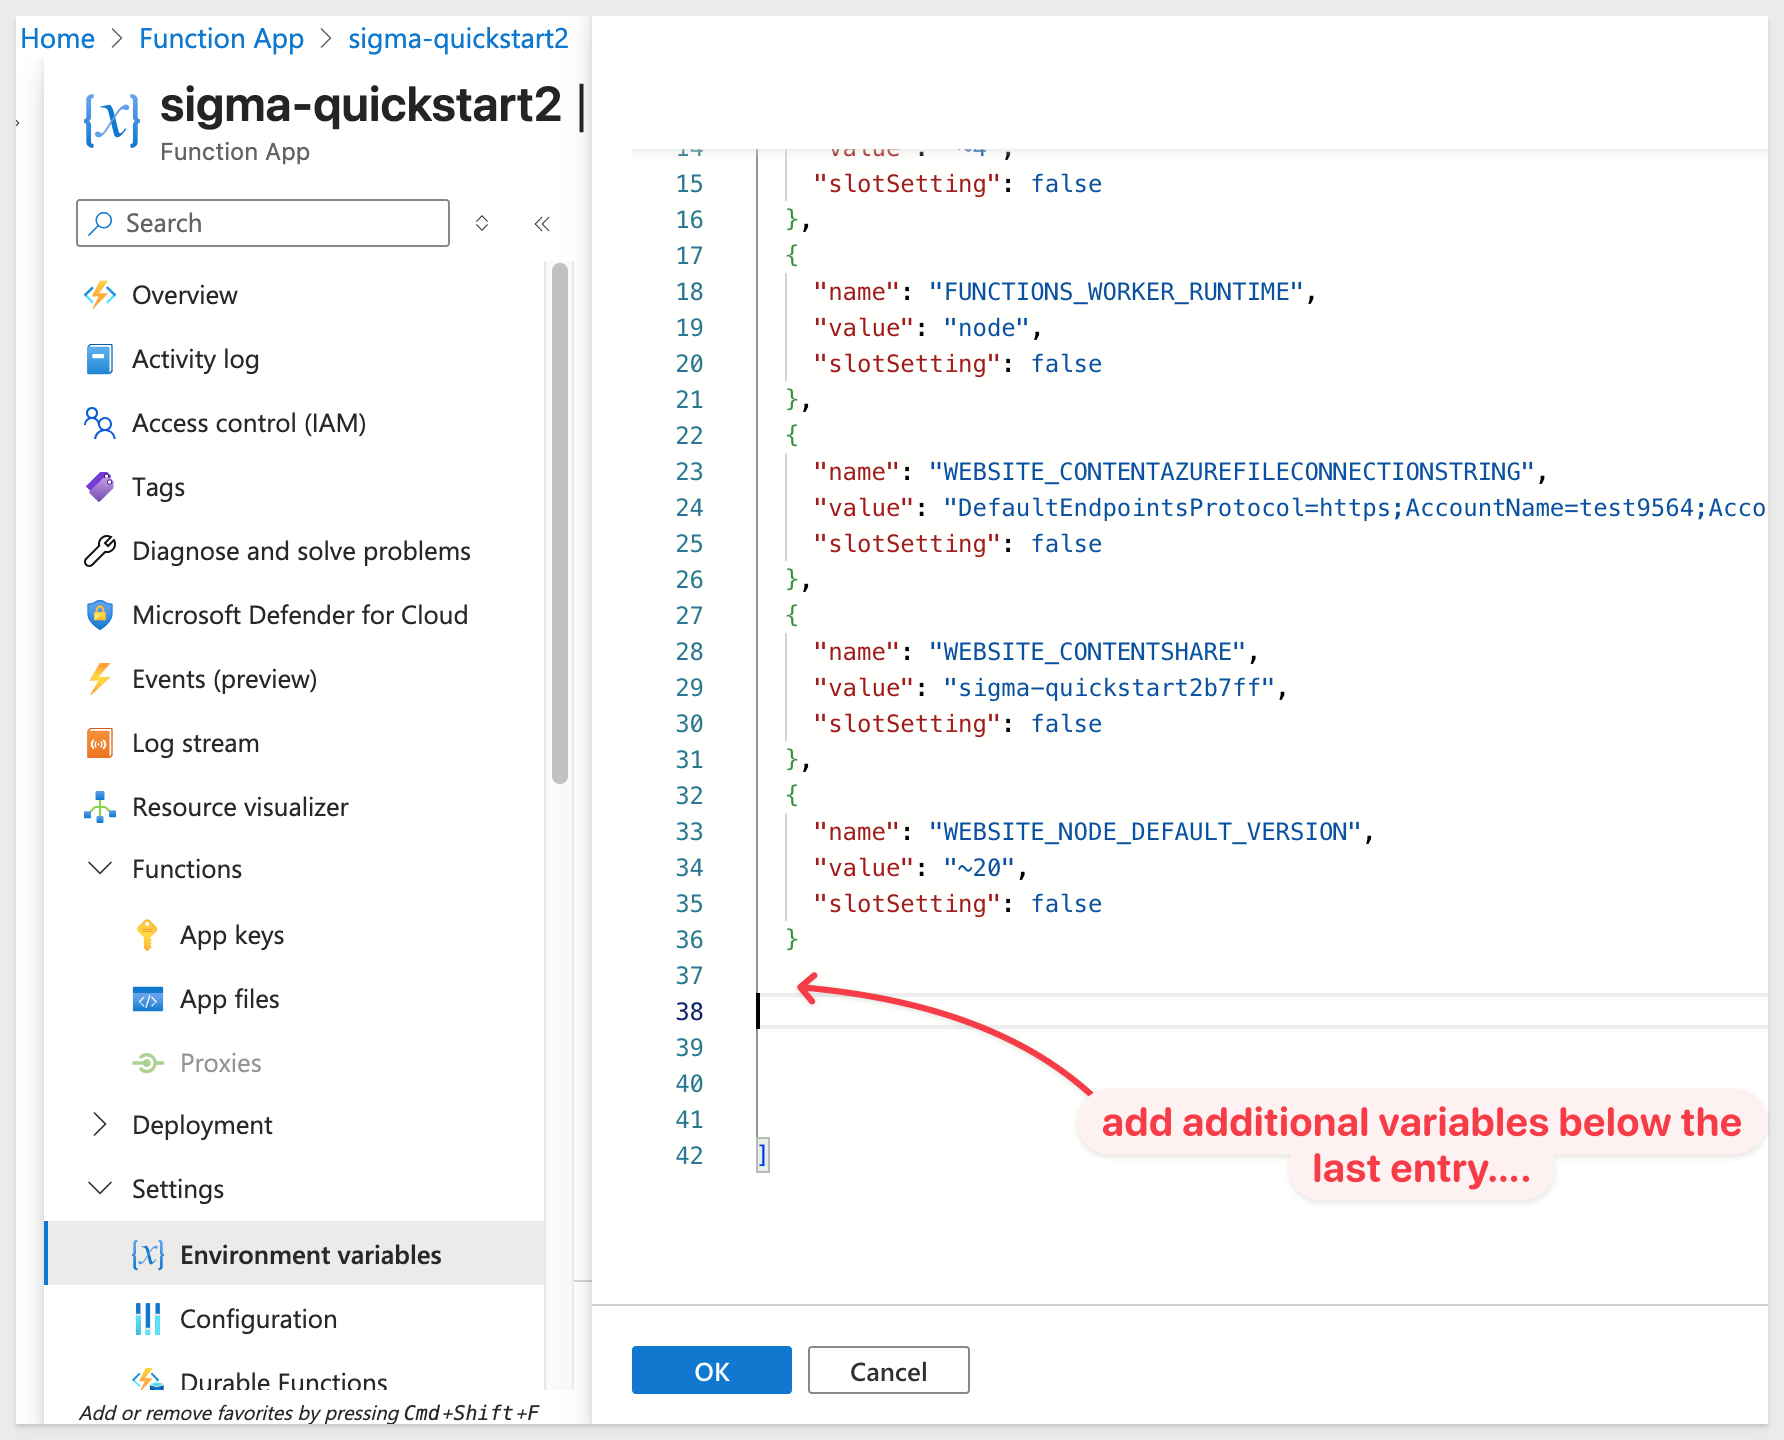 Home > Function App > sigma-quickstart2
sigma-quickstart2 |
Function App
Search
Overview
Activity log
Access control (IAM)
Tags
Diagnose and solve problems
Microsoft Defender for Cloud
Events (preview)
Log stream
Resource visualizer
Functions
App keys
App files
Proxies
Deployment
Settings
Environment variables
Configuration
Durable Functions
Add or remove favorites by pressing Cmd+Shift+F
14 "value": "~4",
15 "slotSetting": false
16 },
17 {
18 "name": "FUNCTIONS_WORKER_RUNTIME",
19 "value": "node",
20 "slotSetting": false
21 },
22 {
23 "name": "WEBSITE_CONTENTAZUREFILECONNECTIONSTRING",
24 "value": "DefaultEndpointsProtocol=https;AccountName=test9564;Acco
25 "slotSetting": false
26 },
27 {
28 "name": "WEBSITE_CONTENTSHARE",
29 "value": "sigma-quickstart2b7ff",
30 "slotSetting": false
31 },
32 {
33 "name": "WEBSITE_NODE_DEFAULT_VERSION",
34 "value": "~20",
35 "slotSetting": false
36 }
37
38
39
40
41
42 ]
add additional variables below the
last entry....
OK
Cancel